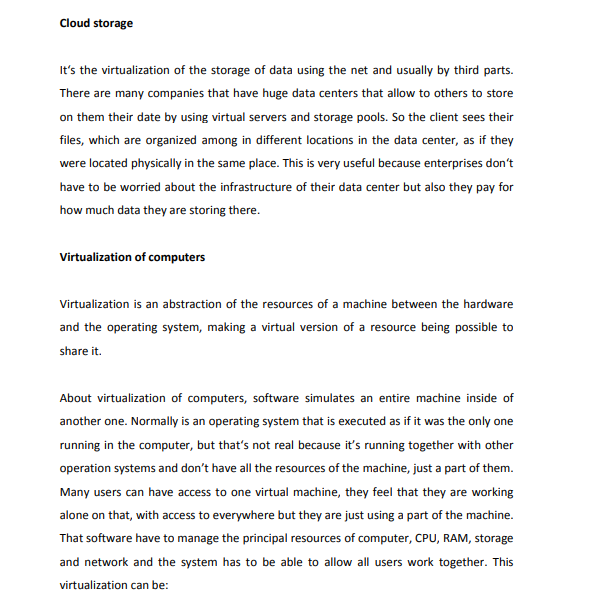 Cloud storage
It's the virtualization of the storage of data using the net and usually by third parts.
There are many companies that have huge data centers that allow to others to store
on them their date by using virtual servers and storage pools. So the client sees their
files, which are organized among in different locations in the data center, as if they
were located physically in the same place. This is very useful because enterprises don't
have to be worried about the infrastructure of their data center but also they pay for
how much data they are storing there.
Virtualization of computers
Virtualization is an abstraction of the resources of a machine between the hardware
and the operating system, making a virtual version of a resource being possible to
share it.
About virtualization of computers, software simulates an entire machine inside of
another one. Normally is an operating system that is executed as if it was the only one
running in the computer, but that's not real because it's running together with other
operation systems and don't have all the resources of the machine, just a part of them.
Many users can have access to one virtual machine, they feel that they are working
alone on that, with access to everywhere but they are just using a part of the machine.
That software have to manage the principal resources of computer, CPU, RAM, storage
and network and the system has to be able to allow all users work together. This
virtualization can be: